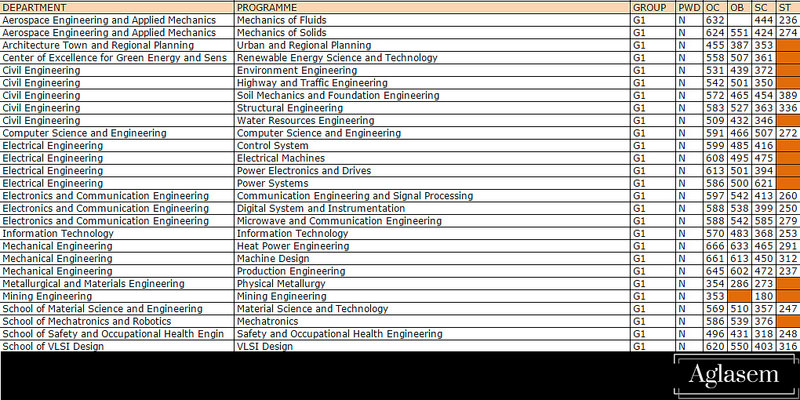 DEPARTMENT PROGRAMME GROUP PWD OC OB SC ST
Aerospace Engineering and Applied Mechanics Mechanics of Fluids G1 N 632 444 236
Aerospace Engineering and Applied Mechanics Mechanics of Solids G1 N 624 551 424 274
Architecture Town and Regional Planning Urban and Regional Planning G1 N 455 387 353
Center of Excellence for Green Energy and Sens Renewable Energy Science and Technology G1 N 558 507 361
Civil Engineering Environment Engineering G1 N 531 439 372
Civil Engineering Highway and Traffic Engineering G1 N 542 501 350
Civil Engineering Soil Mechanics and Foundation Engineering G1 N 572 465 454 389
Civil Engineering Structural Engineering G1 N 583 527 363 336
Civil Engineering Water Resources Engineering G1 N 509 432 346
Computer Science and Engineering Computer Science and Engineering G1 N 591 466 507 272
Electrical Engineering Control System G1 N 599 485 416
Electrical Engineering Electrical Machines G1 N 608 495 475
Electrical Engineering Power Electronics and Drives G1 N 613 501 394
Electrical Engineering Power Systems G1 N 586 500 621
Electronics and Communication Engineering Communication Engineering and Signal Processing G1 N 597 542 413 260
Electronics and Communication Engineering Digital System and Instrumentation G1 N 588 538 399 250
Electronics and Communication Engineering Microwave and Communication Engineering G1 N 588 542 585 279
Information Technology Information Technology G1 N 570 483 368 253
Mechanical Engineering Heat Power Engineering G1 N 666 633 465 291
Mechanical Engineering Machine Design G1 N 661 613 450 312
Mechanical Engineering Production Engineering G1 N 645 602 472 237
Metallurgical and Materials Engineering Physical Metallurgy G1 N 354 286 273
Mining Engineering Mining Engineering G1 N 353 180
School of Material Science and Engineering Material Science and Technology G1 N 569 510 357 247
School of Mechatronics and Robotics Mechatronics G1 N 586 539 376
School of Safety and Occupational Health Engin Safety and Occupational Health Engineering G1 N 496 431 318 248
School of VLSI Design VLSI Design G1 N 620 550 403 316
Aglasem